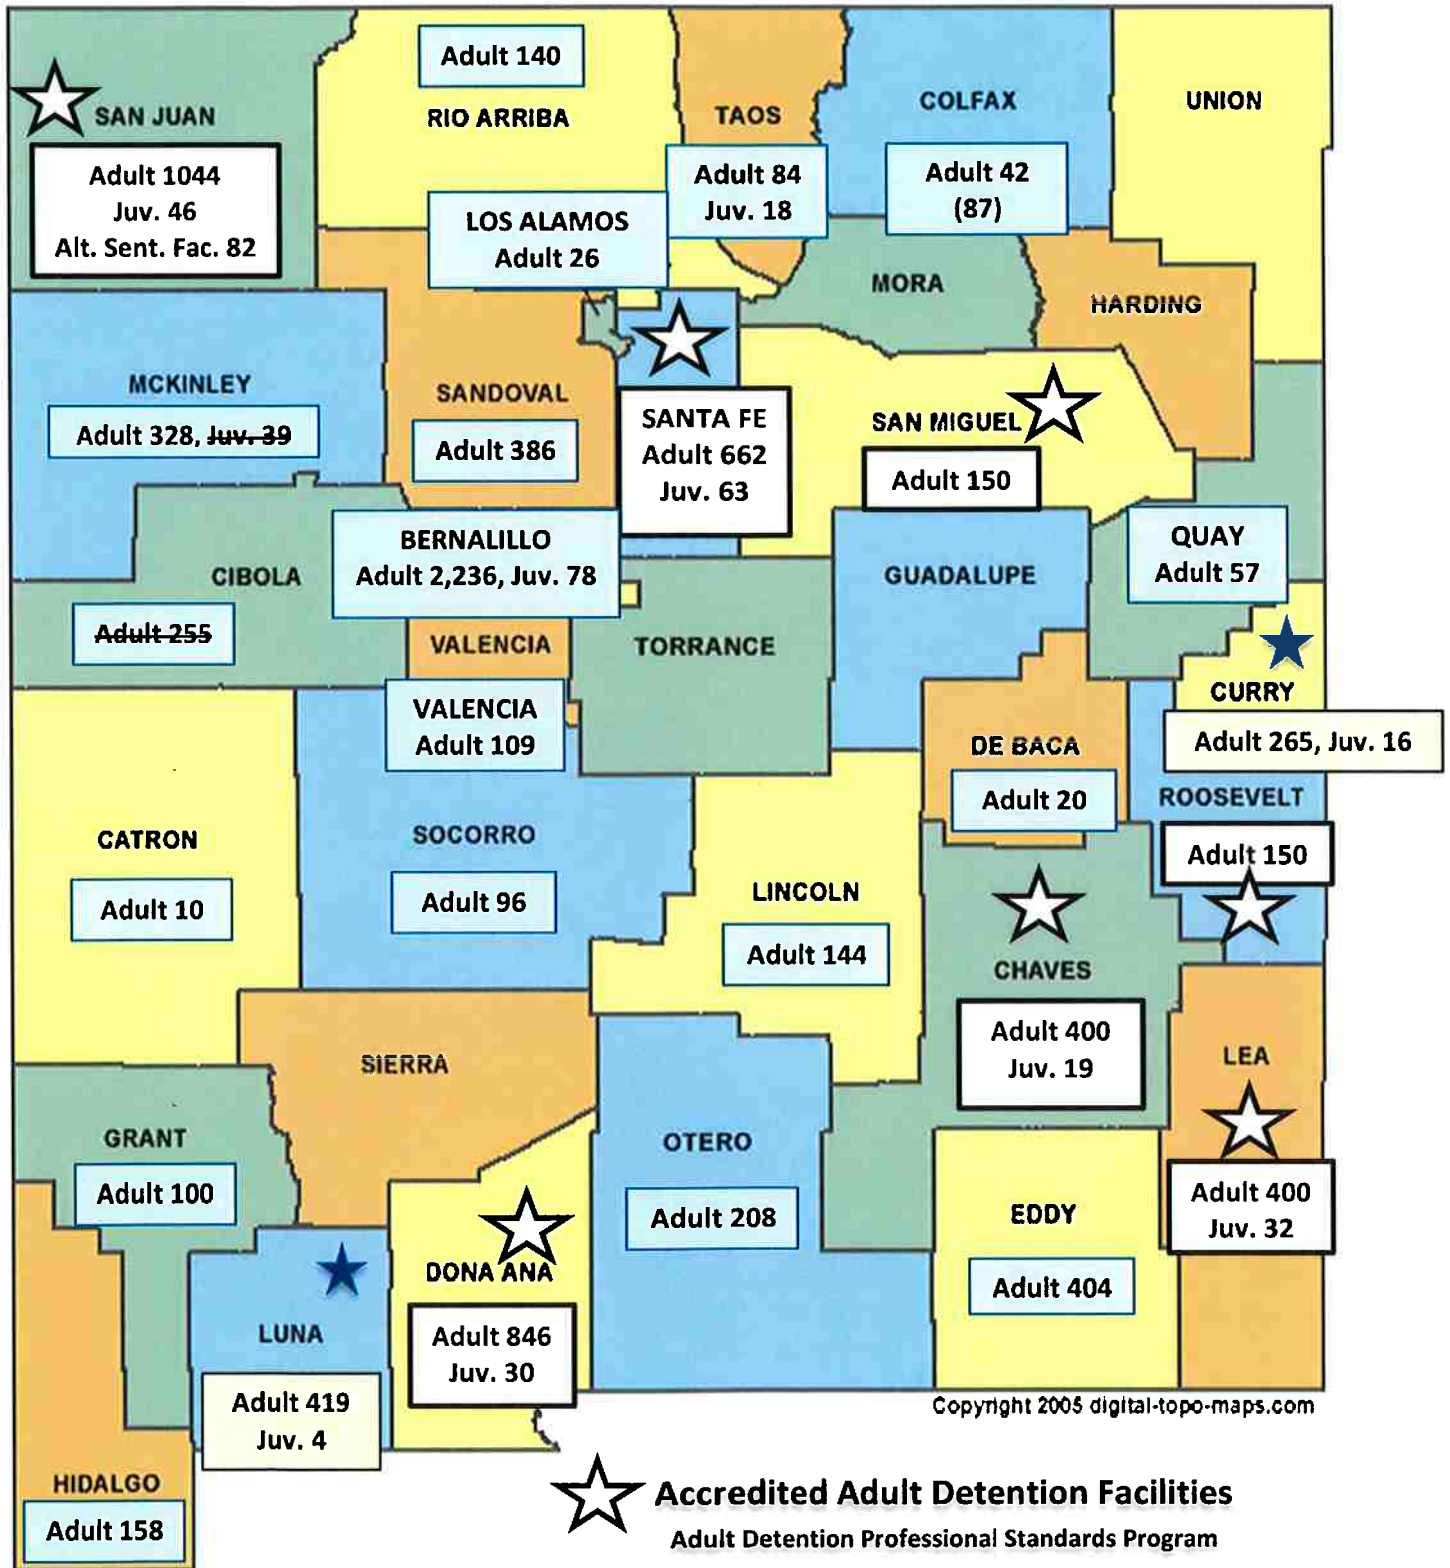 Adult 140
RIO ARRIBA
SAN JUAN
Adult 1044
Juv. 46
Alt. Sent. Fac. 82
TAOS
Adult 84
Juv. 18
COLFAX
Adult 42
(87)
UNION
LOS ALAMOS
Adult 26
MORA
HARDING
MCKINLEY
Adult 328, Juv. 39
SANDOVAL
Adult 386
SANTA FE
Adult 662
Juv. 63
SAN MIGUEL
Adult 150
BERNALILLO
Adult 2,236, Juv. 78
CIBOLA
Adult 255
VALENCIA
VALENCIA
Adult 109
TORRANCE
GUADALUPE
QUAY
Adult 57
CURRY
Adult 265, Juv. 16
DE BACA
Adult 20
ROOSEVELT
Adult 150
CATRON
Adult 10
SOCORRO
Adult 96
LINCOLN
Adult 144
CHAVES
Adult 400
Juv. 19
LEA
Adult 400
Juv. 32
SIERRA
GRANT
Adult 100
OTERO
Adult 208
EDDY
Adult 404
DONA ANA
Adult 846
Juv. 30
LUNA
Adult 419
Juv. 4
HIDALGO
Adult 158
Copyright 2005 digital-topo-maps.com
Accredited Adult Detention Facilities
Adult Detention Professional Standards Program